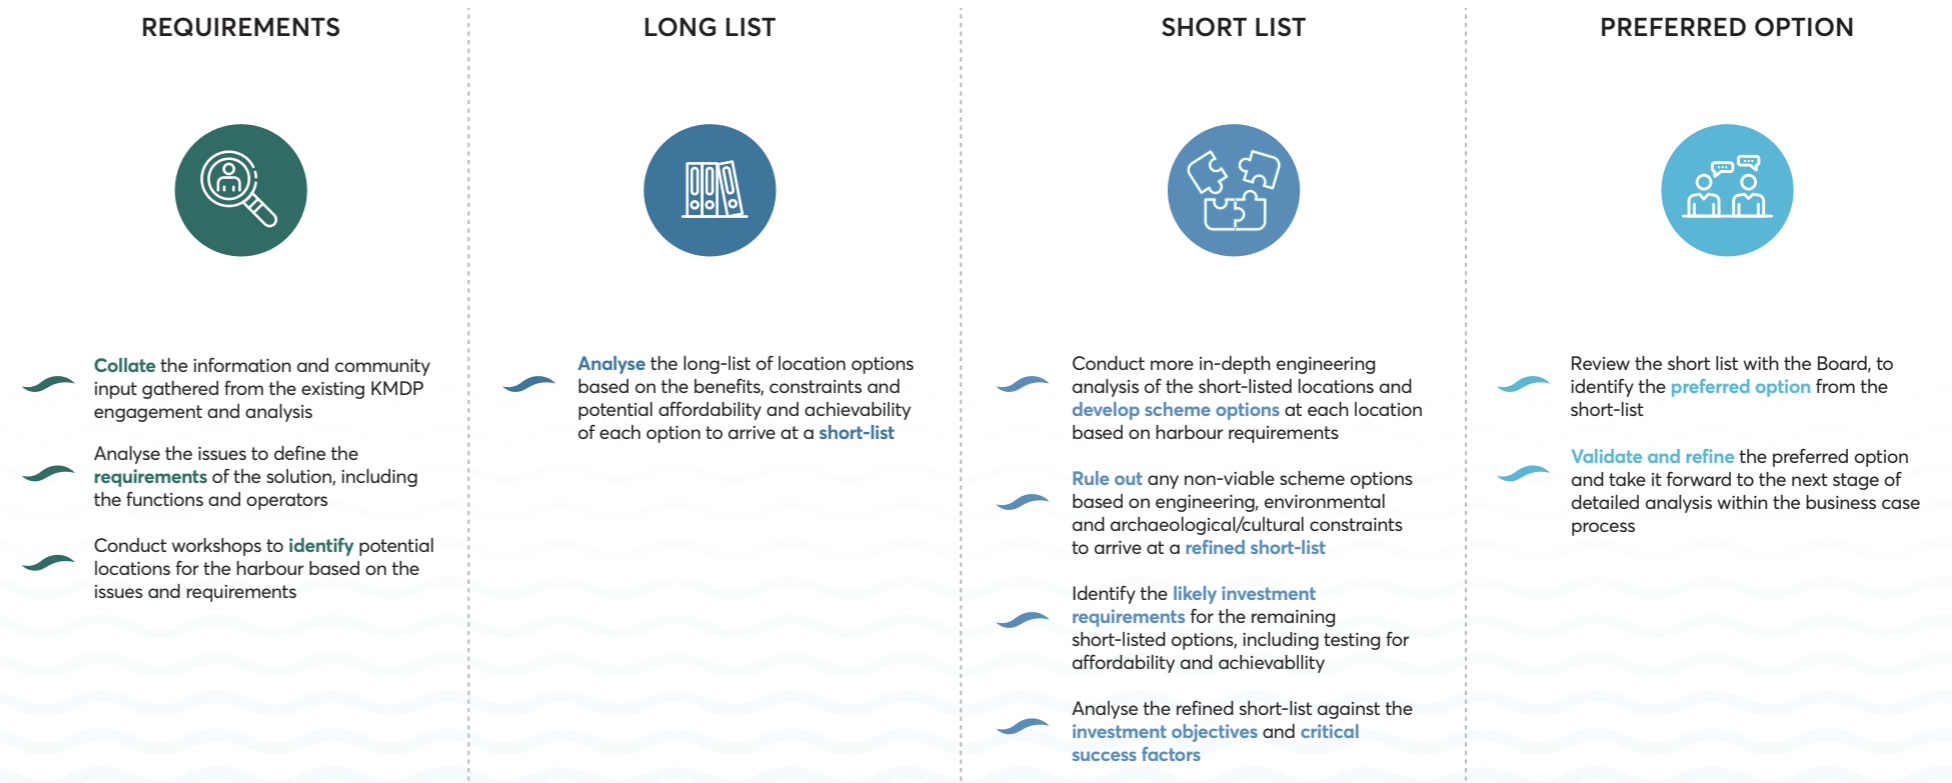 REQUIREMENTS
Collate the information and community
input gathered from the existing KMDP
engagement and analysis
Analyse the issues to define the
requirements of the solution, including
the functions and operators
Conduct workshops to identify potential
locations for the harbour based on the
issues and requirements
LONG LIST
Analyse the long-list of location options
based on the benefits, constraints and
potential affordability and achievability
of each option to arrive at a short-list
SHORT LIST
Conduct more in-depth engineering
analysis of the short-listed locations and
develop scheme options at each location
based on harbour requirements
Rule out any non-viable scheme options
based on engineering, environmental
and archaeological/cultural constraints
to arrive at a refined short-list
Identify the likely investment
requirements for the remaining
short-listed options, including testing for
affordability and achievabllity
Analyse the refined short-list against the
investment objectives and critical
success factors
PREFERRED OPTION
Review the short list with the Board, to
identify the preferred option from the
short-list
Validate and refine the preferred option
and take it forward to the next stage of
detailed analysis within the business case
process